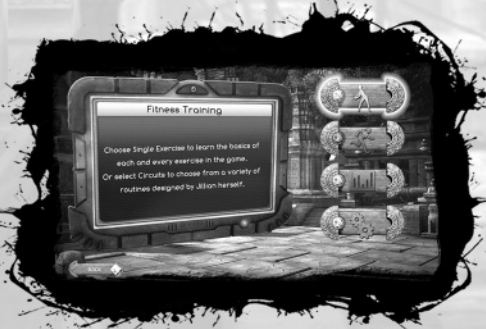 Fitness Training
Choose Single Exercise to learn the basics of
each and every exercise in the game.
Or select Circuits to choose from a variety of
routines designed by Jillian herself.
BACK